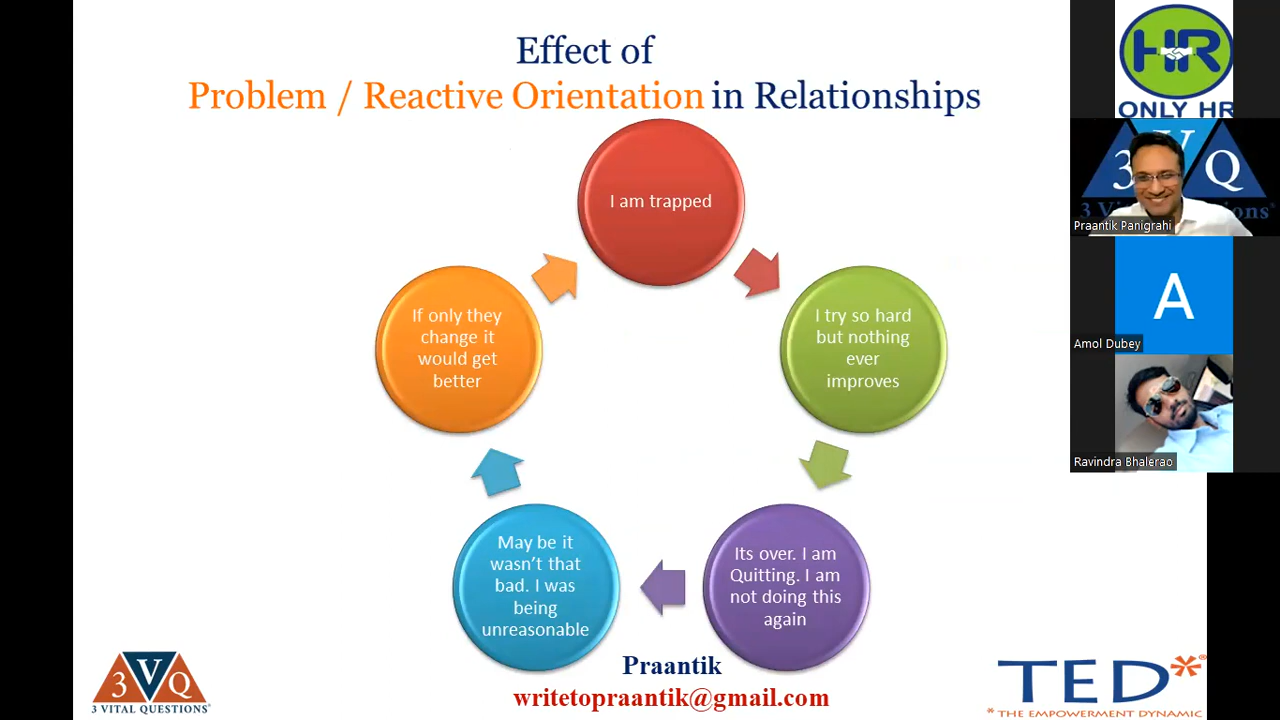 Effect of
Problem / Reactive Orientation in Relationships
I am trapped
I try so hard
but nothing
ever
improves
Its over. I am
Quitting. I am
not doing this
again
May be it
wasn't that
bad. I was
being
unreasonable
If only they
change it
would get
better
Praantik
writetopraantik@gmail.com
3VQ
3 VITAL QUESTIONS®
TED*®
*THE EMPOWERMENT DYNAMIC
HR
ONLY HR
3 V Q
Praantik Panigrahi
A
Amol Dubey
Ravindra Bhalerao